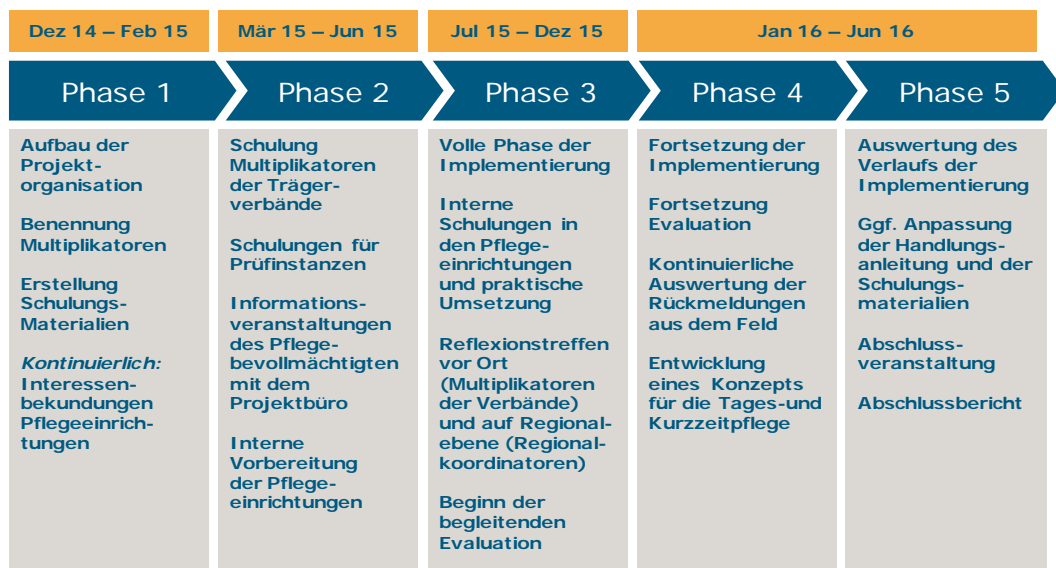 Dez 14 – Feb 15
Mär 15 – Jun 15
Jul 15 – Dez 15
Jan 16 – Jun 16
Phase 1
Phase 2
Phase 3
Phase 4
Phase 5
Aufbau der
Projekt-
organisation
Benennung
Multiplikatoren
Erstellung
Schulungs-
Materialien
Kontinuierlich:
Interessen-
bekundungen
Pflegeeinrich-
tungen
Schulung
Multiplikatoren
der Träger-
verbände
Schulungen für
Prüfinstanzen
Informations-
veranstaltungen
des Pflege-
bevollmächtigten
mit dem
Projektbüro
Interne
Vorbereitung
der Pflege-
einrichtungen
Volle Phase der
Implementierung
Interne
Schulungen in
den Pflege-
einrichtungen
und praktische
Umsetzung
Reflexionstreffen
vor Ort
(Multiplikatoren
der Verbände)
und auf Regional-
ebene (Regional-
koordinatoren)
Beginn der
begleitenden
Evaluation
Fortsetzung der
Implementierung
Fortsetzung
Evaluation
Kontinuierliche
Auswertung der
Rückmeldungen
aus dem Feld
Entwicklung
eines Konzepts
für die Tages-und
Kurzzeitpflege
Auswertung des
Verlaufs der
Implementierung
Ggf. Anpassung
der Handlungs-
anleitung und der
Schulungs-
materialien
Abschluss-
veranstaltung
Abschlussbericht